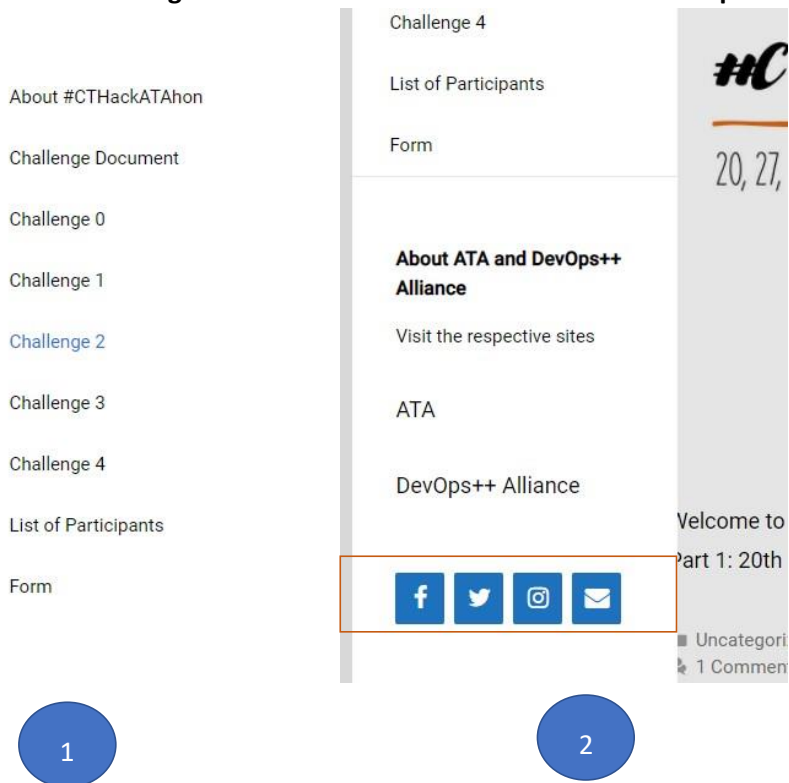 About #CTHackATAhon
Challenge Document
Challenge 0
Challenge 1
Challenge 2
Challenge 3
Challenge 4
List of Participants
Form
1
Challenge 4
List of Participants
Form
About ATA and DevOps++
Alliance
Visit the respective sites
ATA
DevOps++ Alliance
2
#C
20, 27,
Welcome to
Part 1: 20th
1